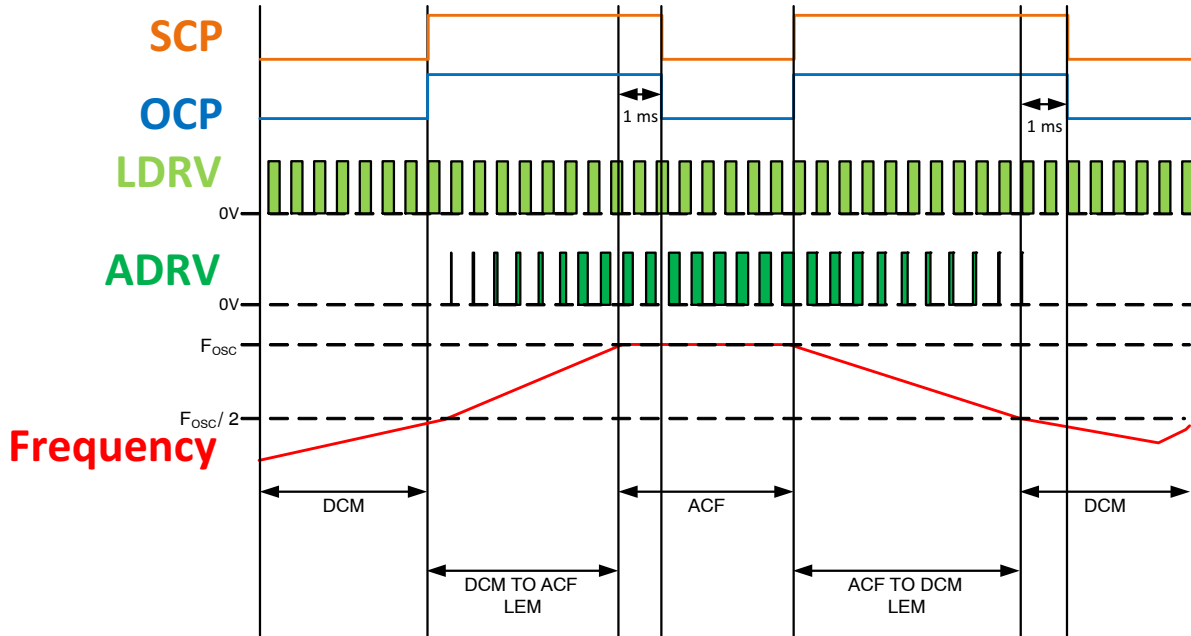 SCP
OCP
1 ms
1 ms
LDRV
0V
ADRV
0V
FOSC
FOSC/ 2
Frequency
DCM
ACF
DCM
DCM TO ACF
LEM
ACF TO DCM
LEM